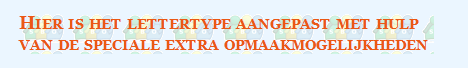 Hier is het lettertype aangepast met hulp
van de speciale extra opmaakmogelijkheden